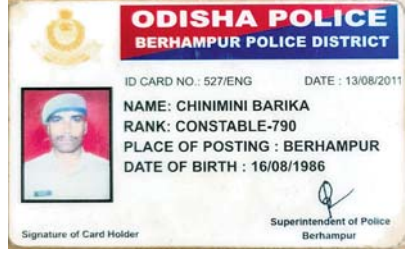 ODISHA POLICE
BERHAMPUR POLICE DISTRICT
ID CARD NO.: 527/ENG DATE : 13/08/2011
NAME: CHINIMINI BARIKA
RANK: CONSTABLE-790
PLACE OF POSTING : BERHAMPUR
DATE OF BIRTH : 16/08/1986
Superintendent of Police
Signature of Card Holder Berhampur